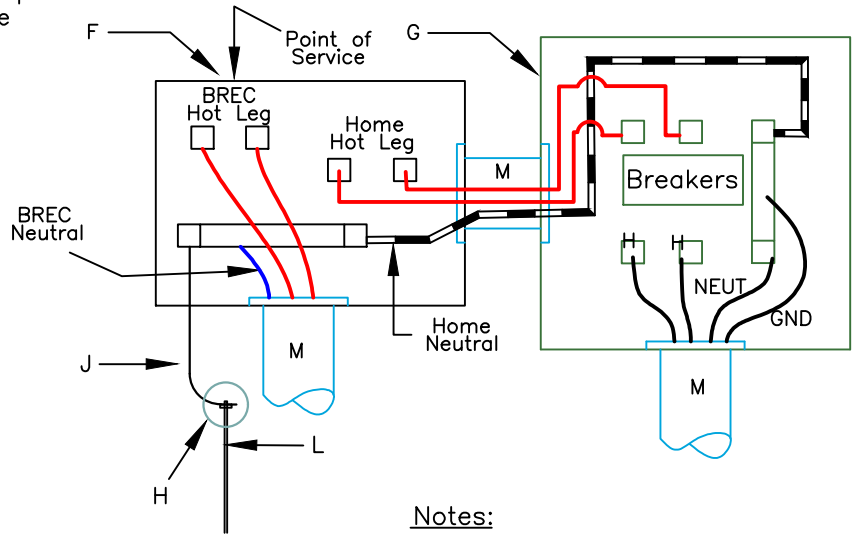 e
F
Point of
Service
G
BREC
Hot Leg
Home
Hot Leg
M
Breakers
BREC
Neutral
H
H
NEUT
GND
Home
Neutral
M
J
M
L
H
Notes: